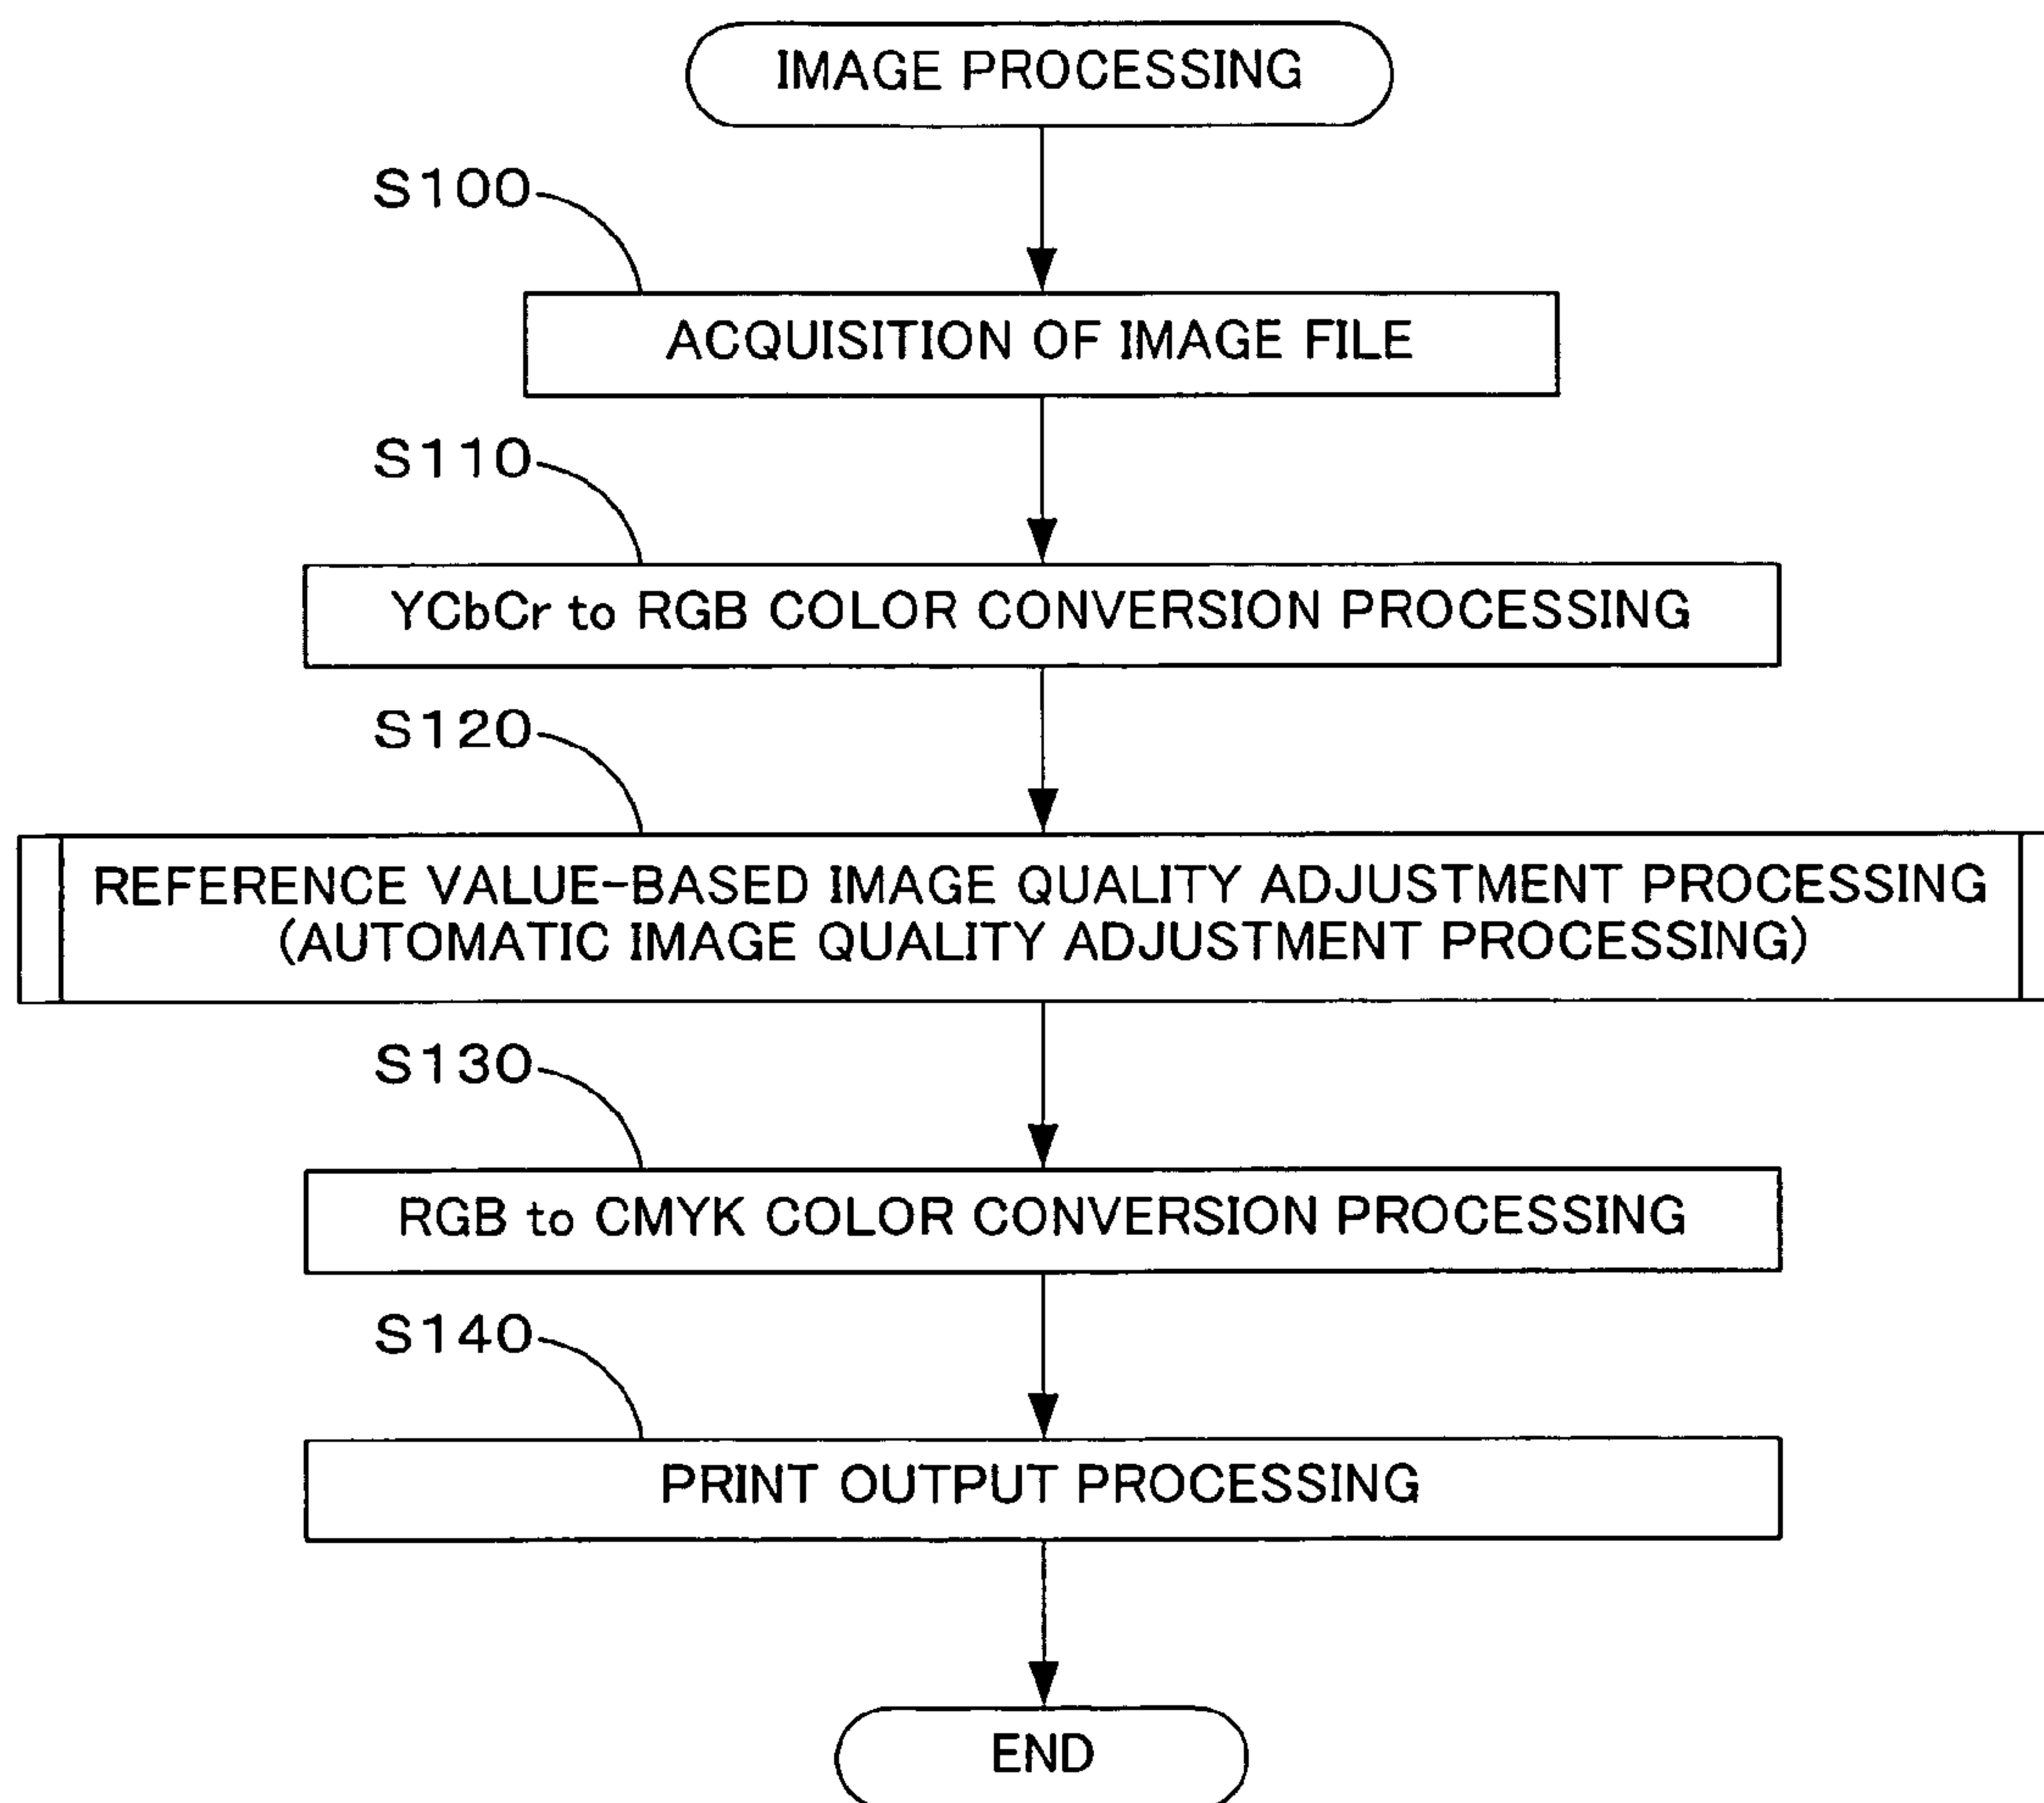 IMAGE PROCESSING
S100
ACQUISITION OF IMAGE FILE
S110
YCbCr to RGB COLOR CONVERSION PROCESSING
S120
REFERENCE VALUE-BASED IMAGE QUALITY ADJUSTMENT PROCESSING
(AUTOMATIC IMAGE QUALITY ADJUSTMENT PROCESSING)
S130
RGB to CMYK COLOR CONVERSION PROCESSING
S140
PRINT OUTPUT PROCESSING
END